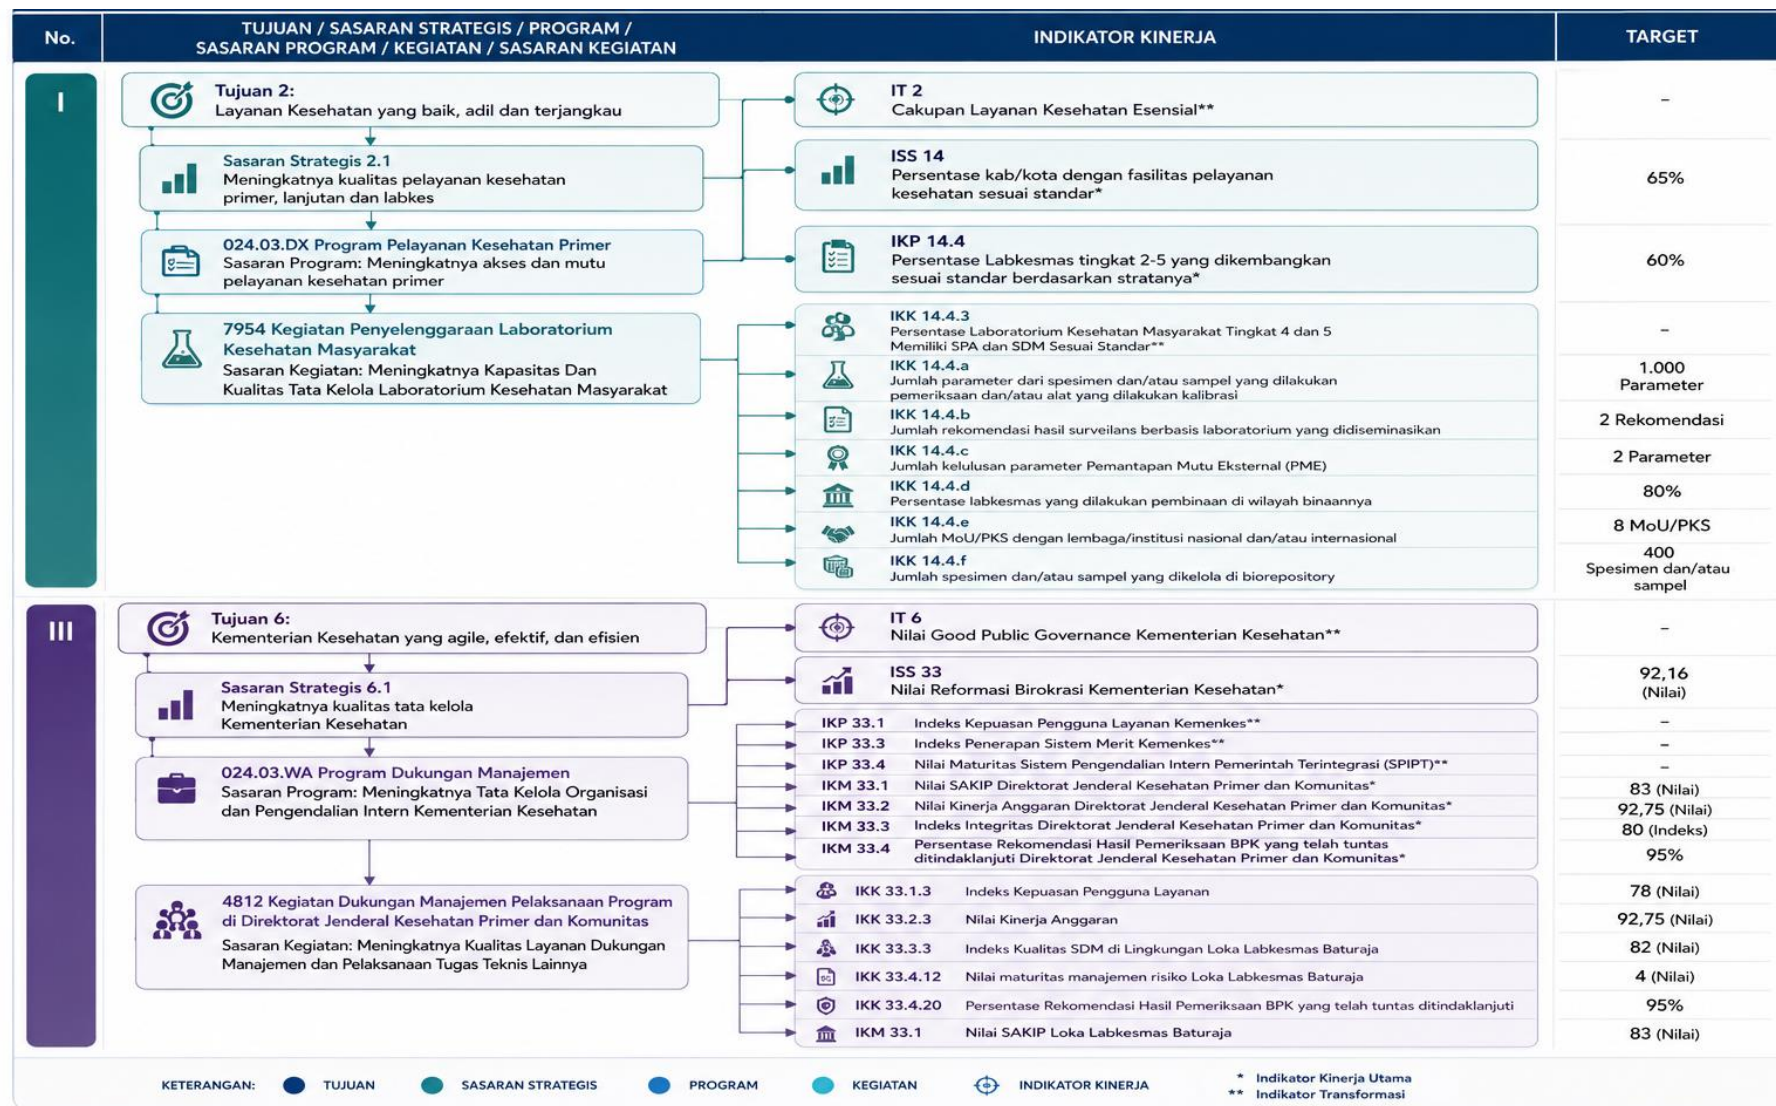 No.
TUJUAN / SASARAN STRATEGIS / PROGRAM /
SASARAN PROGRAM / KEGIATAN / SASARAN KEGIATAN
INDIKATOR KINERJA
TARGET
I
Tujuan 2:
Layanan Kesehatan yang baik, adil dan terjangkau
IT 2
Cakupan Layanan Kesehatan Esensial**
–
Sasaran Strategis 2.1
Meningkatnya kualitas pelayanan kesehatan
primer, lanjutan dan labkes
ISS 14
Persentase kab/kota dengan fasilitas pelayanan
kesehatan sesuai standar*
65%
024.03.DX Program Pelayanan Kesehatan Primer
Sasaran Program: Meningkatnya akses dan mutu
pelayanan kesehatan primer
IKP 14.4
Persentase Labkesmas tingkat 2-5 yang dikembangkan
sesuai standar berdasarkan stratanya*
60%
7954 Kegiatan Penyelenggaraan Laboratorium
Kesehatan Masyarakat
Sasaran Kegiatan: Meningkatnya Kapasitas Dan
Kualitas Tata Kelola Laboratorium Kesehatan Masyarakat
IKK 14.4.3
Persentase Laboratorium Kesehatan Masyarakat Tingkat 4 dan 5
Memiliki SPA dan SDM Sesuai Standar**
–
IKK 14.4.a
Jumlah parameter dari spesimen dan/atau sampel yang dilakukan
pemeriksaan dan/atau alat yang dilakukan kalibrasi
1.000
Parameter
IKK 14.4.b
Jumlah rekomendasi hasil surveilans berbasis laboratorium yang didiseminasikan
2 Rekomendasi
IKK 14.4.c
Jumlah kelulusan parameter Pemantapan Mutu Eksternal (PME)
2 Parameter
IKK 14.4.d
Persentase labkesmas yang dilakukan pembinaan di wilayah binaannya
80%
IKK 14.4.e
Jumlah MoU/PKS dengan lembaga/institusi nasional dan/atau internasional
8 MoU/PKS
IKK 14.4.f
Jumlah spesimen dan/atau sampel yang dikelola di biorepository
400
Spesimen dan/atau
sampel
III
Tujuan 6:
Kementerian Kesehatan yang agile, efektif, dan efisien
IT 6
Nilai Good Public Governance Kementerian Kesehatan**
–
Sasaran Strategis 6.1
Meningkatnya kualitas tata kelola
Kementerian Kesehatan
ISS 33
Nilai Reformasi Birokrasi Kementerian Kesehatan*
92,16
(Nilai)
024.03.WA Program Dukungan Manajemen
Sasaran Program: Meningkatnya Tata Kelola Organisasi
dan Pengendalian Intern Kementerian Kesehatan
IKP 33.1 Indeks Kepuasan Pengguna Layanan Kemenkes**
–
IKP 33.3 Indeks Penerapan Sistem Merit Kemenkes**
–
IKP 33.4 Nilai Maturitas Sistem Pengendalian Intern Pemerintah Terintegrasi (SPIPT)**
–
IKM 33.1 Nilai SAKIP Direktorat Jenderal Kesehatan Primer dan Komunitas*
83 (Nilai)
IKM 33.2 Nilai Kinerja Anggaran Direktorat Jenderal Kesehatan Primer dan Komunitas*
92,75 (Nilai)
IKM 33.3 Indeks Integritas Direktorat Jenderal Kesehatan Primer dan Komunitas*
80 (Indeks)
IKM 33.4 Persentase Rekomendasi Hasil Pemeriksaan BPK yang telah tuntas
ditindaklanjuti Direktorat Jenderal Kesehatan Primer dan Komunitas*
95%
4812 Kegiatan Dukungan Manajemen Pelaksanaan Program
di Direktorat Jenderal Kesehatan Primer dan Komunitas
Sasaran Kegiatan: Meningkatnya Kualitas Layanan Dukungan
Manajemen dan Pelaksanaan Tugas Teknis Lainnya
IKK 33.1.3 Indeks Kepuasan Pengguna Layanan
78 (Nilai)
IKK 33.2.3 Nilai Kinerja Anggaran
92,75 (Nilai)
IKK 33.3.3 Indeks Kualitas SDM di Lingkungan Loka Labkesmas Baturaja
82 (Nilai)
IKK 33.4.12 Nilai maturitas manajemen risiko Loka Labkesmas Baturaja
4 (Nilai)
IKK 33.4.20 Persentase Rekomendasi Hasil Pemeriksaan BPK yang telah tuntas ditindaklanjuti
95%
IKM 33.1 Nilai SAKIP Loka Labkesmas Baturaja
83 (Nilai)
KETERANGAN: TUJUAN SASARAN STRATEGIS PROGRAM KEGIATAN INDIKATOR KINERJA
* Indikator Kinerja Utama
** Indikator Transformasi